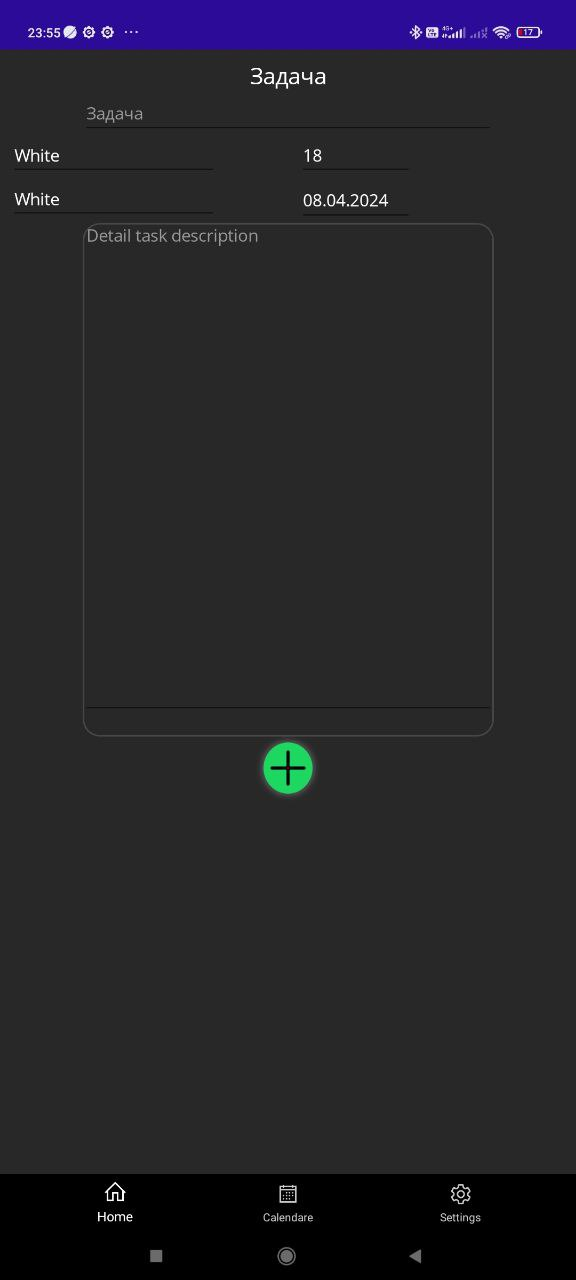 23:55 17
Задача
Задача
White 18
White 08.04.2024
Detail task description
Home Calendare Settings